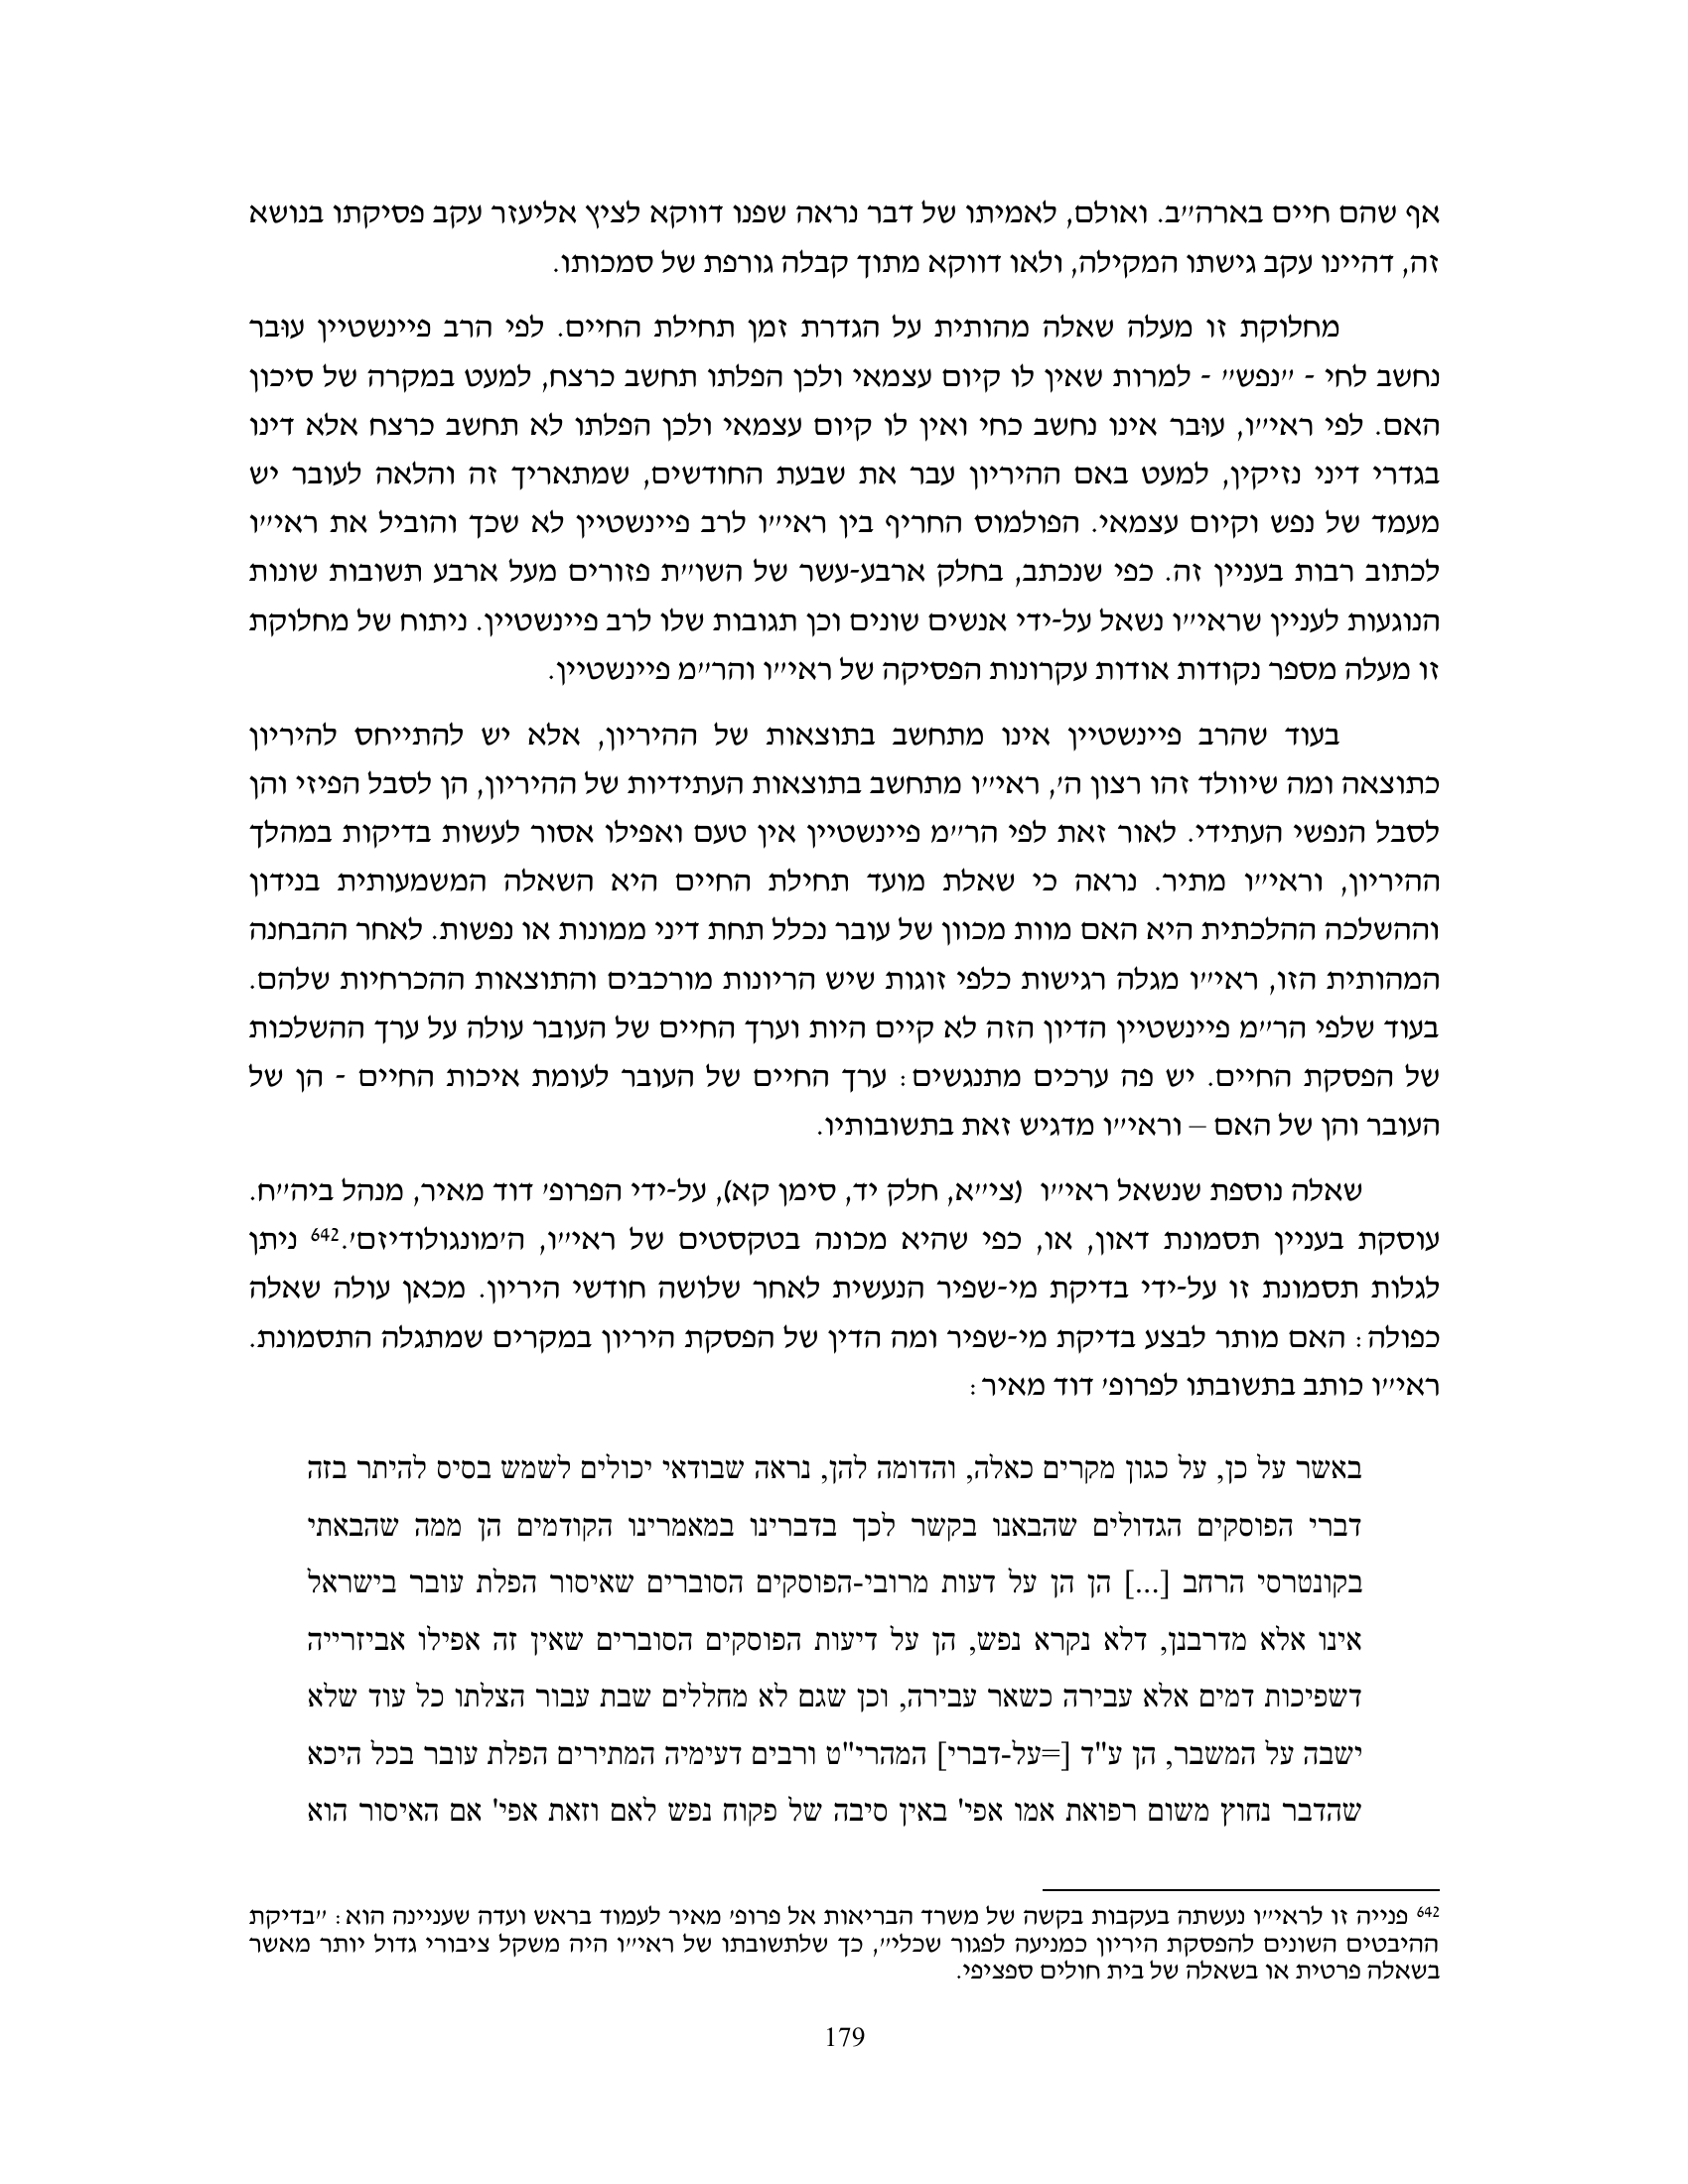 אף שהם חיים בארה״ב. ואולם, לאמיתו של דבר נראה שפנו דווקא לציץ אליעזר עקב פסיקתו בנושא
זה, דהיינו עקב גישתו המקילה, ולאו דווקא מתוך קבלה גורפת של סמכותו.
מחלוקת זו מעלה שאלה מהותית על הגדרת זמן תחילת החיים. לפי הרב פיינשטיין עוּבר
נחשב לחי - ״נפש״ - למרות שאין לו קיום עצמאי ולכן הפלתו תחשב כרצח, למעט במקרה של סיכון
האם. לפי ראי״ו, עוּבר אינו נחשב כחי ואין לו קיום עצמאי ולכן הפלתו לא תחשב כרצח אלא דינו
בגדרי דיני נזיקין, למעט באם ההיריון עבר את שבעת החודשים, שמתאריך זה והלאה לעובר יש
מעמד של נפש וקיום עצמאי. הפולמוס החריף בין ראי״ו לרב פיינשטיין לא שכך והוביל את ראי״ו
לכתוב רבות בעניין זה. כפי שנכתב, בחלק ארבע-עשר של השו״ת פזורים מעל ארבע תשובות שונות
הנוגעות לעניין שראי״ו נשאל על-ידי אנשים שונים וכן תגובות שלו לרב פיינשטיין. ניתוח של מחלוקת
זו מעלה מספר נקודות אודות עקרונות הפסיקה של ראי״ו והר״מ פיינשטיין.
בעוד שהרב פיינשטיין אינו מתחשב בתוצאות של ההיריון, אלא יש להתייחס להיריון
כתוצאה ומה שיוולד זהו רצון ה׳, ראי״ו מתחשב בתוצאות העתידיות של ההיריון, הן לסבל הפיזי והן
לסבל הנפשי העתידי. לאור זאת לפי הר״מ פיינשטיין אין טעם ואפילו אסור לעשות בדיקות במהלך
ההיריון, וראי״ו מתיר. נראה כי שאלת מועד תחילת החיים היא השאלה המשמעותית בנידון
וההשלכה ההלכתית היא האם מוות מכוון של עובר נכלל תחת דיני ממונות או נפשות. לאחר ההבחנה
המהותית הזו, ראי״ו מגלה רגישות כלפי זוגות שיש הריונות מורכבים והתוצאות ההכרחיות שלהם.
בעוד שלפי הר״מ פיינשטיין הדיון הזה לא קיים היות וערך החיים של העובר עולה על ערך ההשלכות
של הפסקת החיים. יש פה ערכים מתנגשים: ערך החיים של העובר לעומת איכות החיים - הן של
העובר והן של האם – וראי״ו מדגיש זאת בתשובותיו.
שאלה נוספת שנשאל ראי״ו (צי״א, חלק יד, סימן קא), על-ידי הפרופ׳ דוד מאיר, מנהל ביה״ח.
עוסקת בעניין תסמונת דאון, או, כפי שהיא מכונה בטקסטים של ראי״ו, ה׳מונגולודיזם׳.642 ניתן
לגלות תסמונת זו על-ידי בדיקת מי-שפיר הנעשית לאחר שלושה חודשי היריון. מכאן עולה שאלה
כפולה: האם מותר לבצע בדיקת מי-שפיר ומה הדין של הפסקת היריון במקרים שמתגלה התסמונת.
ראי״ו כותב בתשובתו לפרופ׳ דוד מאיר:
באשר על כן, על כגון מקרים כאלה, והדומה להן, נראה שבודאי יכולים לשמש בסיס להיתר בזה
דברי הפוסקים הגדולים שהבאנו בקשר לכך בדברינו במאמרינו הקודמים הן ממה שהבאתי
בקונטרסי הרחב [...] הן הן על דעות מרובי-הפוסקים הסוברים שאיסור הפלת עובר בישראל
אינו אלא מדרבנן, דלא נקרא נפש, הן על דיעות הפוסקים הסוברים שאין זה אפילו אביזרייה
דשפיכות דמים אלא עבירה כשאר עבירה, וכן שגם לא מחללים שבת עבור הצלתו כל עוד שלא
ישבה על המשבר, הן ע"ד [=על-דברי] המהרי"ט ורבים דעימיה המתירים הפלת עובר בכל היכא
שהדבר נחוץ משום רפואת אמו אפי' באין סיבה של פקוח נפש לאם וזאת אפי' אם האיסור הוא
642 פנייה זו לראי״ו נעשתה בעקבות בקשה של משרד הבריאות אל פרופ׳ מאיר לעמוד בראש ועדה שעניינה הוא: ״בדיקת
ההיבטים השונים להפסקת היריון כמניעה לפגור שכלי״, כך שלתשובתו של ראי״ו היה משקל ציבורי גדול יותר מאשר
בשאלה פרטית או בשאלה של בית חולים ספציפי.
179